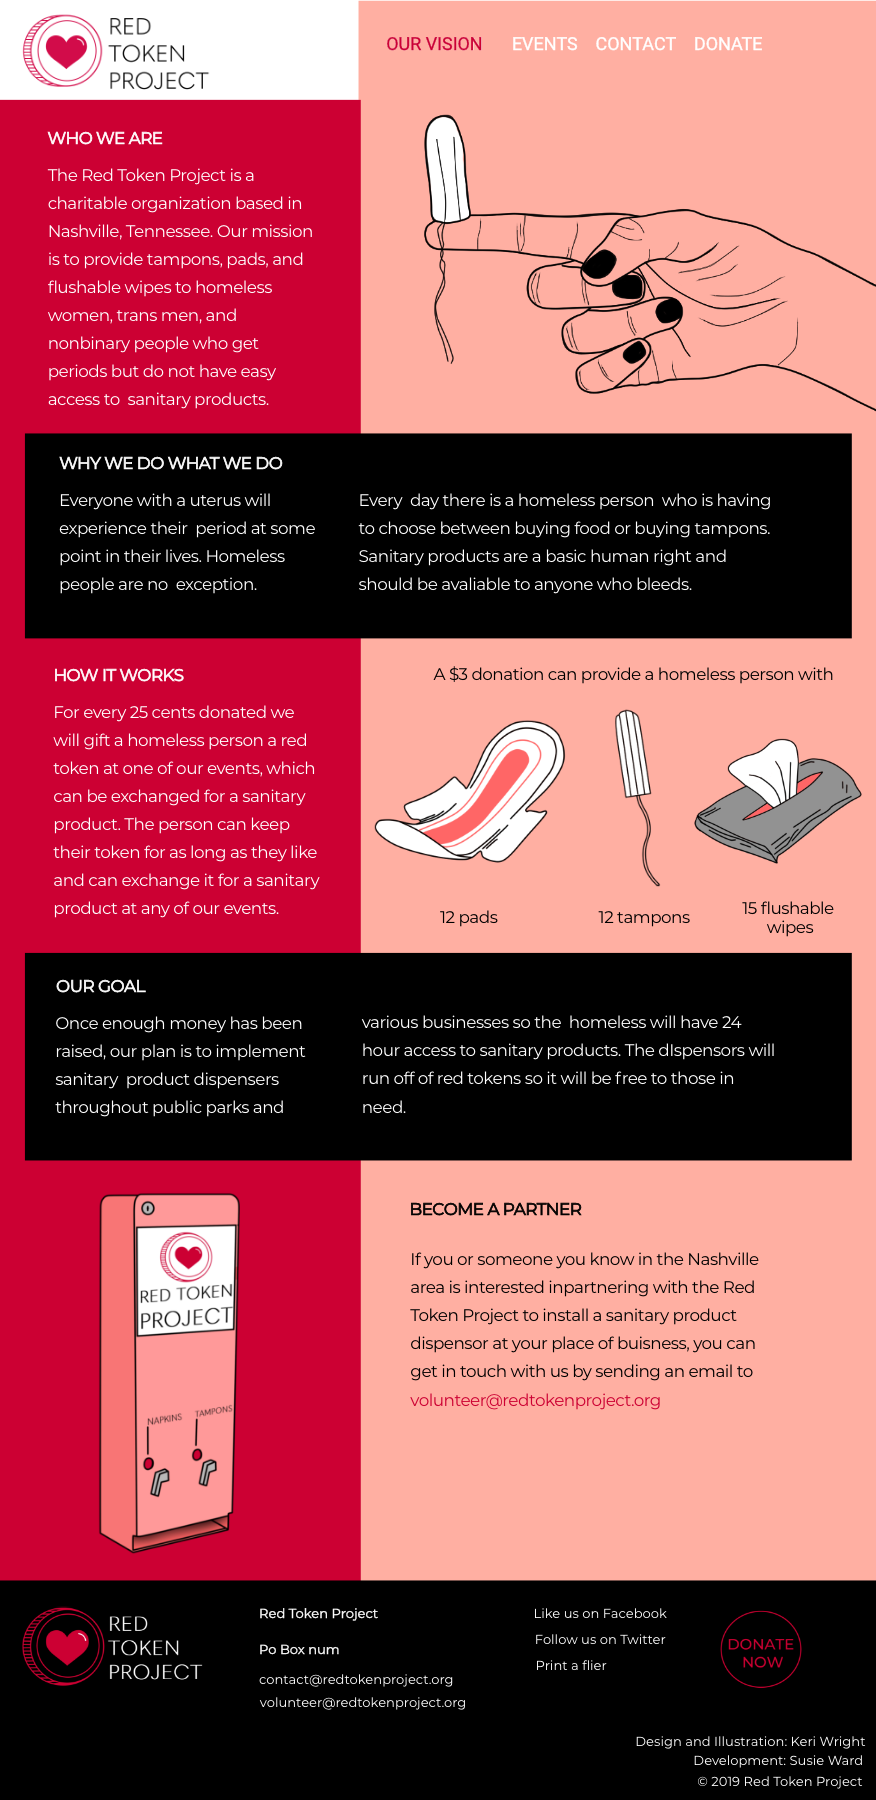 RED
TOKEN
PROJECT
OUR VISION EVENTS CONTACT DONATE
WHO WE ARE
The Red Token Project is a
charitable organization based in
Nashville, Tennessee. Our mission
is to provide tampons, pads, and
flushable wipes to homeless
women, trans men, and
nonbinary people who get
periods but do not have easy
access to sanitary products.
WHY WE DO WHAT WE DO
Everyone with a uterus will
experience their period at some
point in their lives. Homeless
people are no exception.
Every day there is a homeless person who is having
to choose between buying food or buying tampons.
Sanitary products are a basic human right and
should be avaliable to anyone who bleeds.
HOW IT WORKS
For every 25 cents donated we
will gift a homeless person a red
token at one of our events, which
can be exchanged for a sanitary
product. The person can keep
their token for as long as they like
and can exchange it for a sanitary
product at any of our events.
A $3 donation can provide a homeless person with
12 pads
12 tampons
15 flushable
wipes
OUR GOAL
Once enough money has been
raised, our plan is to implement
sanitary product dispensers
throughout public parks and
various businesses so the homeless will have 24
hour access to sanitary products. The dIspensors will
run off of red tokens so it will be free to those in
need.
RED TOKEN
PROJECT
NAPKINS
TAMPONS
BECOME A PARTNER
If you or someone you know in the Nashville
area is interested inpartnering with the Red
Token Project to install a sanitary product
dispensor at your place of buisness, you can
get in touch with us by sending an email to
volunteer@redtokenproject.org
RED
TOKEN
PROJECT
Red Token Project
Po Box num
contact@redtokenproject.org
volunteer@redtokenproject.org
Like us on Facebook
Follow us on Twitter
Print a flier
DONATE
NOW
Design and Illustration: Keri Wright
Development: Susie Ward
© 2019 Red Token Project